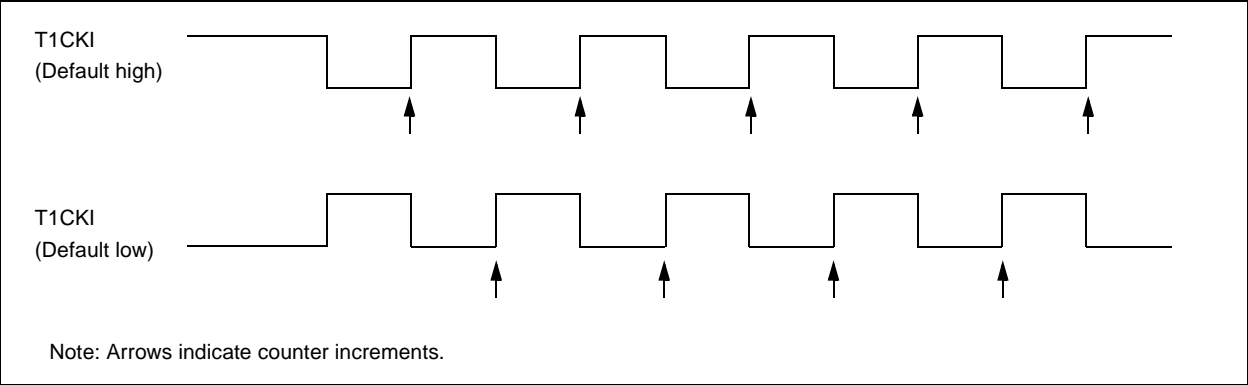 T1CKI
(Default high)
T1CKI
(Default low)
Note: Arrows indicate counter increments.